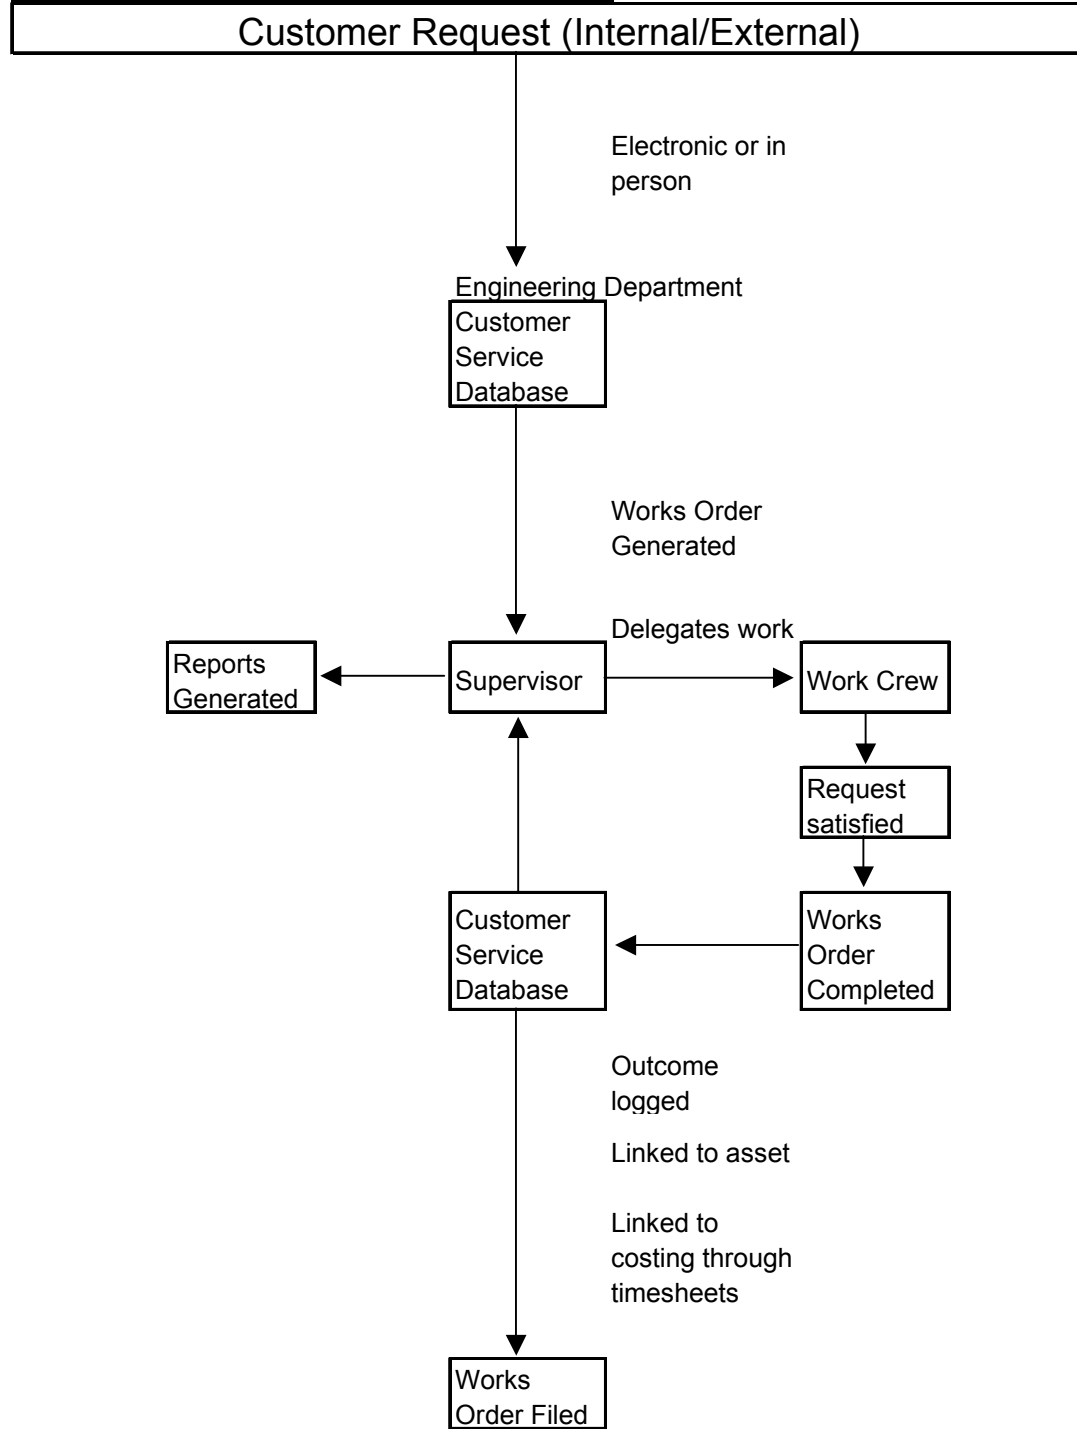 Customer Request (Internal/External)
Electronic or in
person
Engineering Department
Customer
Service
Database
Works Order
Generated
Delegates work
Reports
Generated
Supervisor
Work Crew
Request
satisfied
Customer
Service
Database
Works
Order
Completed
Outcome
logged
Linked to asset
Linked to
costing through
timesheets
Works
Order Filed